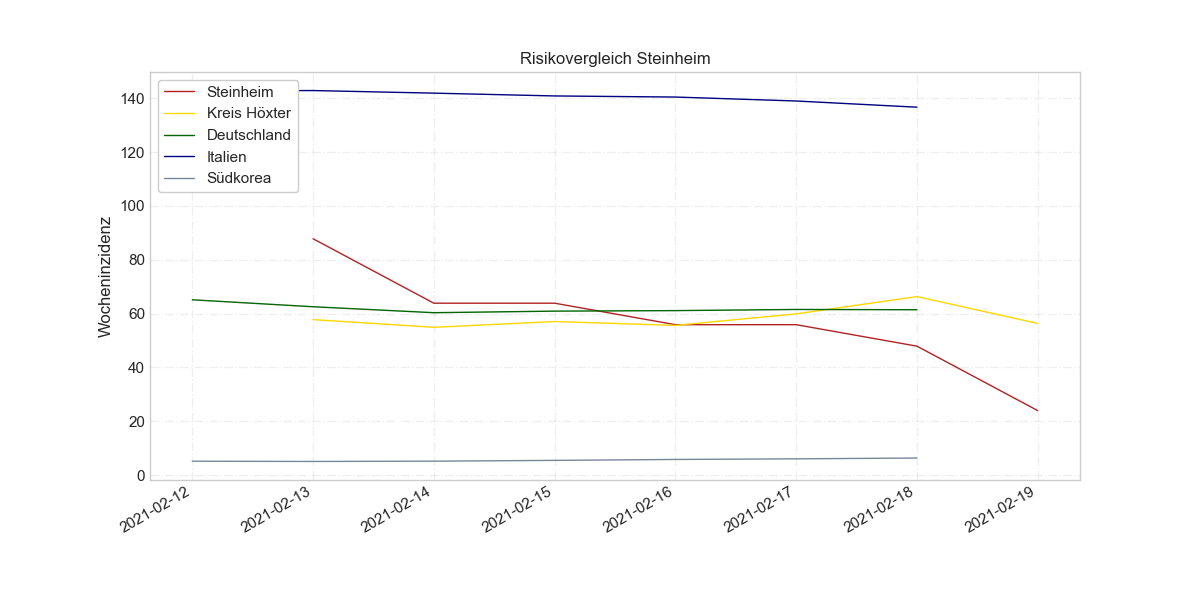 Risikovergleich Steinheim
Steinheim
Kreis Höxter
Deutschland
Italien
Südkorea
Wocheninzidenz
140
120
100
80
60
40
20
0
2021-02-12
2021-02-13
2021-02-14
2021-02-15
2021-02-16
2021-02-17
2021-02-18
2021-02-19